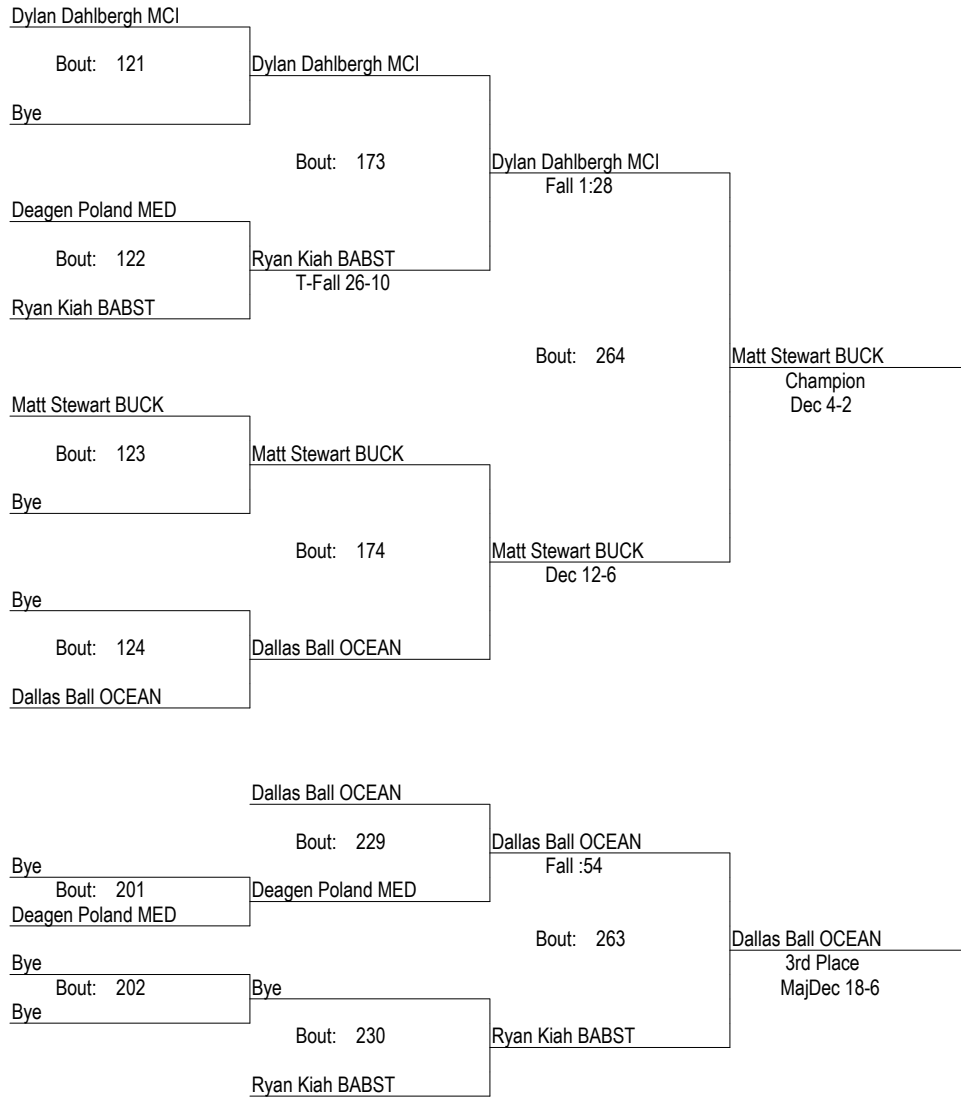 Dylan Dahlbergh MCI
Bout: 121
Dylan Dahlbergh MCI
Bye
Bout: 173
Dylan Dahlbergh MCI
Fall 1:28
Deagen Poland MED
Bout: 122
Ryan Kiah BABST
T-Fall 26-10
Ryan Kiah BABST
Bout: 264
Matt Stewart BUCK
Champion
Dec 4-2
Matt Stewart BUCK
Bout: 123
Matt Stewart BUCK
Bye
Bout: 174
Matt Stewart BUCK
Dec 12-6
Bye
Bout: 124
Dallas Ball OCEAN
Dallas Ball OCEAN
Dallas Ball OCEAN
Bout: 229
Dallas Ball OCEAN
Fall :54
Bye
Bout: 201
Deagen Poland MED
Deagen Poland MED
Bout: 263
Dallas Ball OCEAN
3rd Place
MajDec 18-6
Bye
Bout: 202
Bye
Bye
Bout: 230
Ryan Kiah BABST
Ryan Kiah BABST